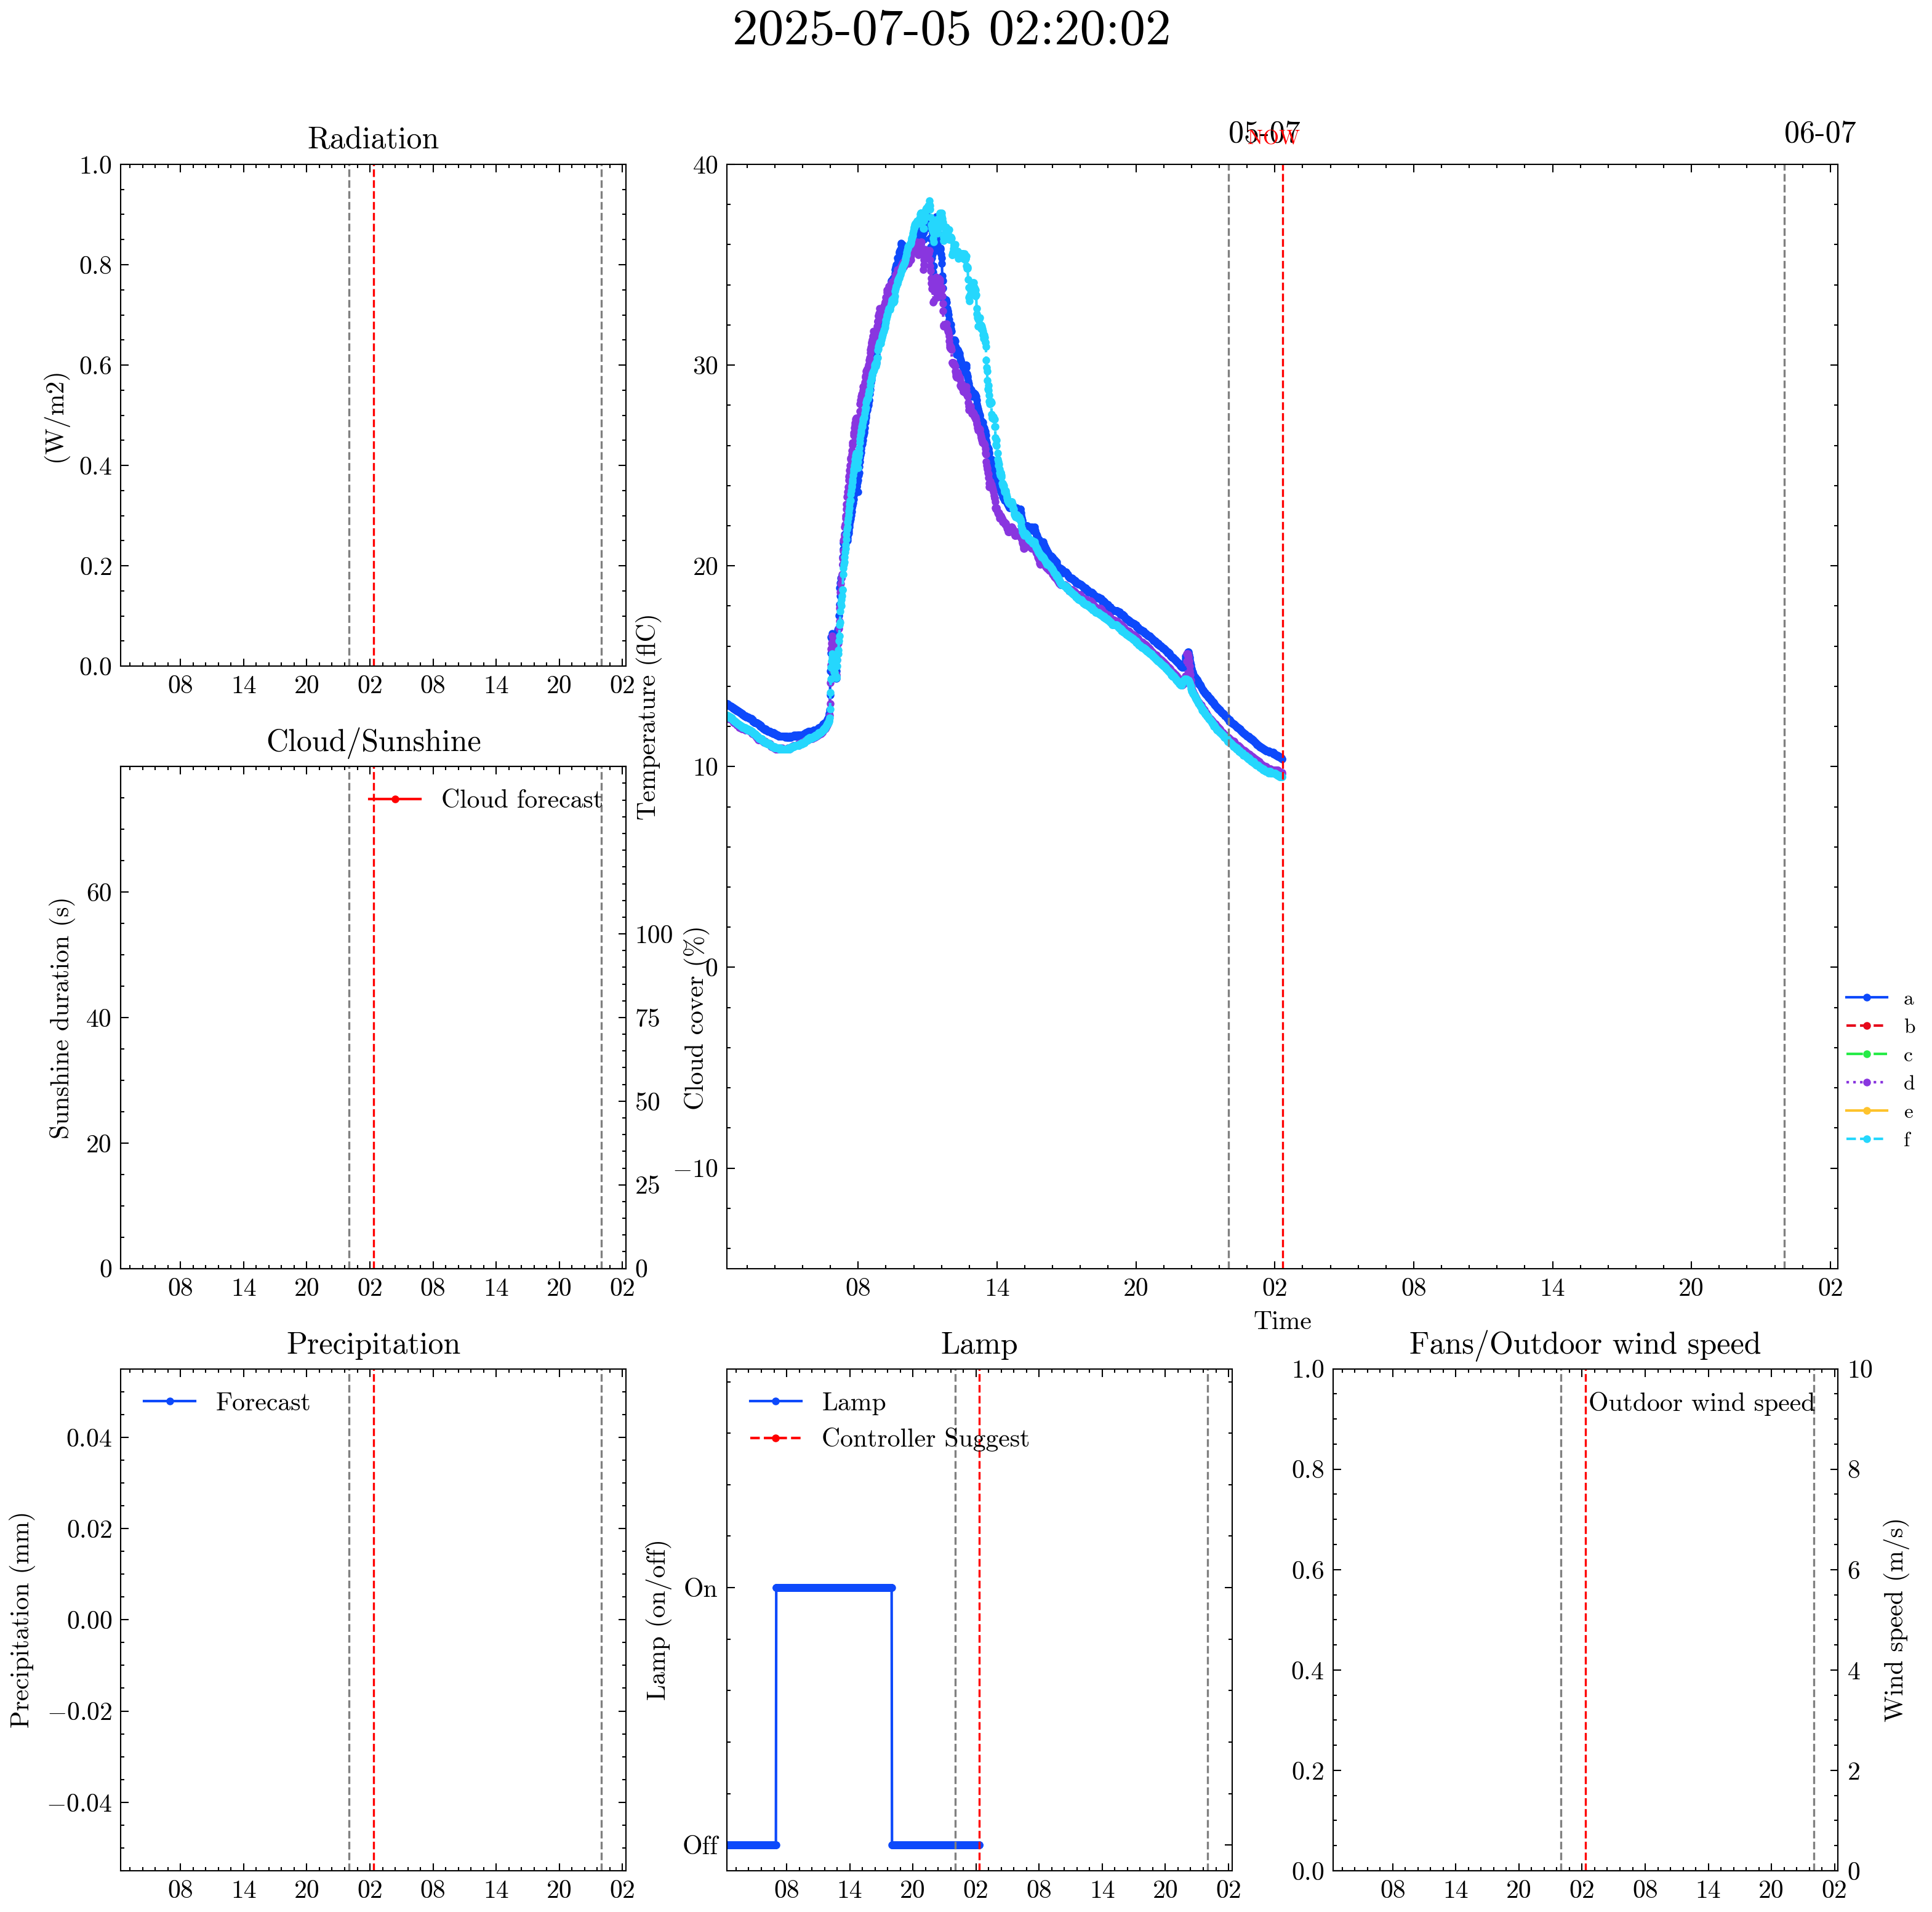 2025-07-05 02:20:02
Radiation
(W/m2)
1.0
0.8
0.6
0.4
0.2
0.0
08 14 20 02 08 14 20 02
05-07
NOW
06-07
Temperature (flC)
40
30
20
10
0
−10
08 14 20 02 08 14 20 02
Time
a
b
c
d
e
f
Cloud/Sunshine
Cloud forecast
Sunshine duration (s)
60
40
20
0
Cloud cover (%)
100
75
50
25
0
08 14 20 02 08 14 20 02
Precipitation
Forecast
Precipitation (mm)
0.04
0.02
0.00
−0.02
−0.04
08 14 20 02 08 14 20 02
Lamp
Lamp
Controller Suggest
Lamp (on/off)
On
Off
08 14 20 02 08 14 20 02
Fans/Outdoor wind speed
Outdoor wind speed
1.0
0.8
0.6
0.4
0.2
0.0
10
8
6
4
2
0
Wind speed (m/s)
08 14 20 02 08 14 20 02